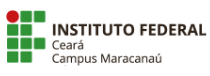 INSTITUTO FEDERAL
Ceará
Campus Maracanaú